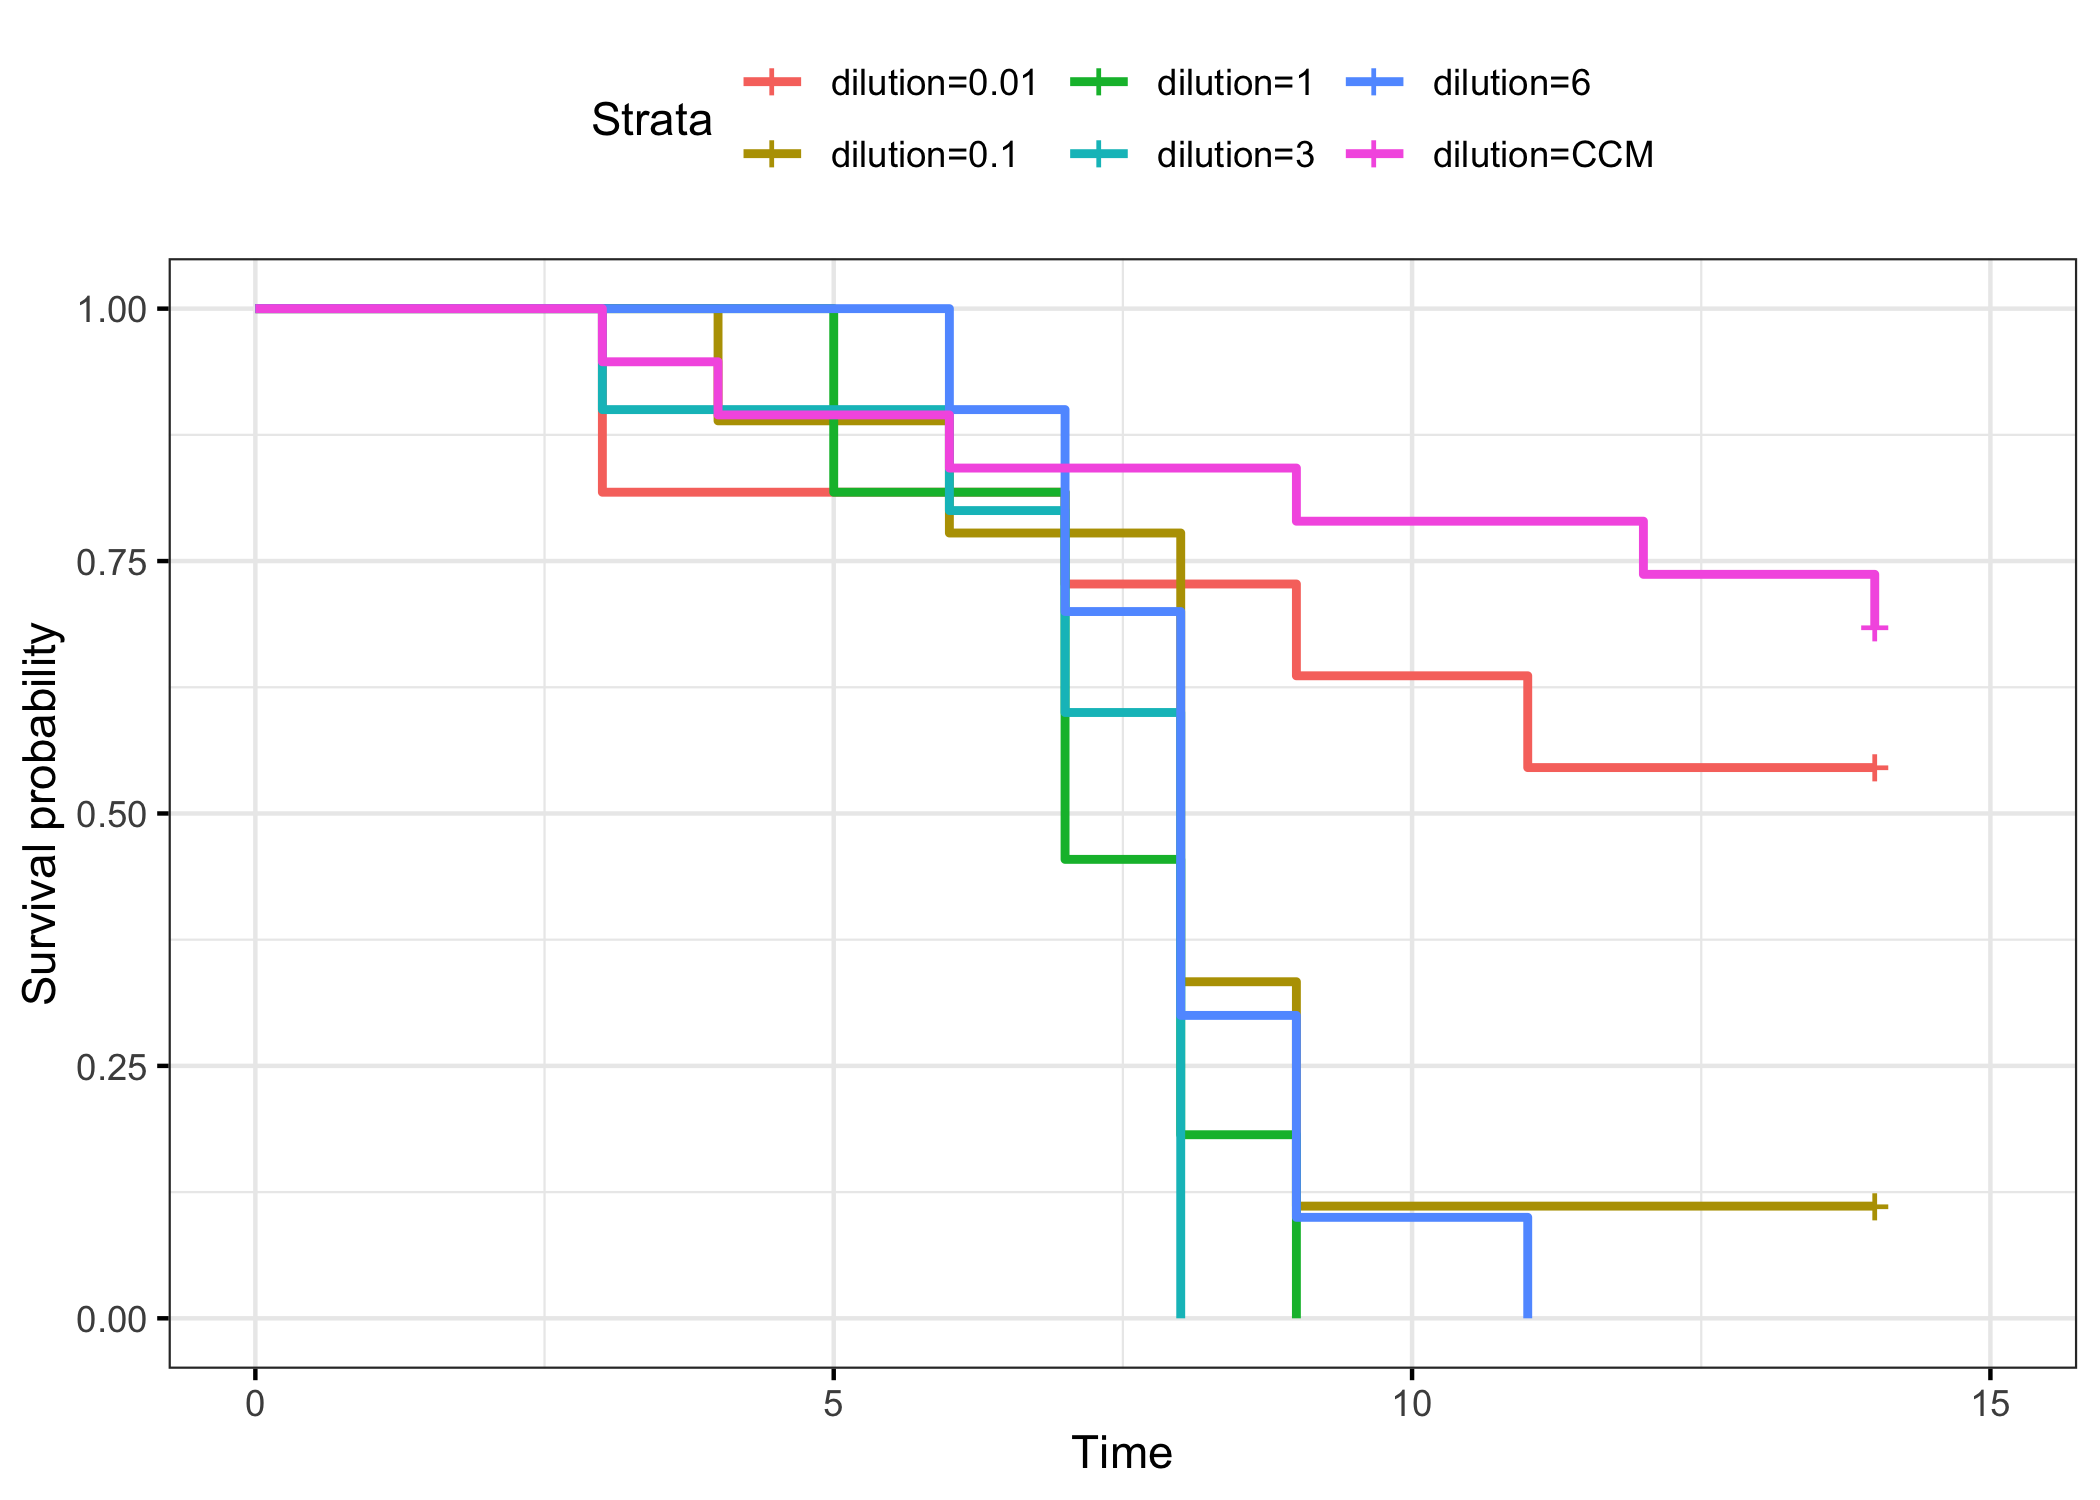 Strata
dilution=0.01 dilution=1 dilution=6
dilution=0.1 dilution=3 dilution=CCM
Survival probability
1.00
0.75
0.50
0.25
0.00
0 5 10 15
Time